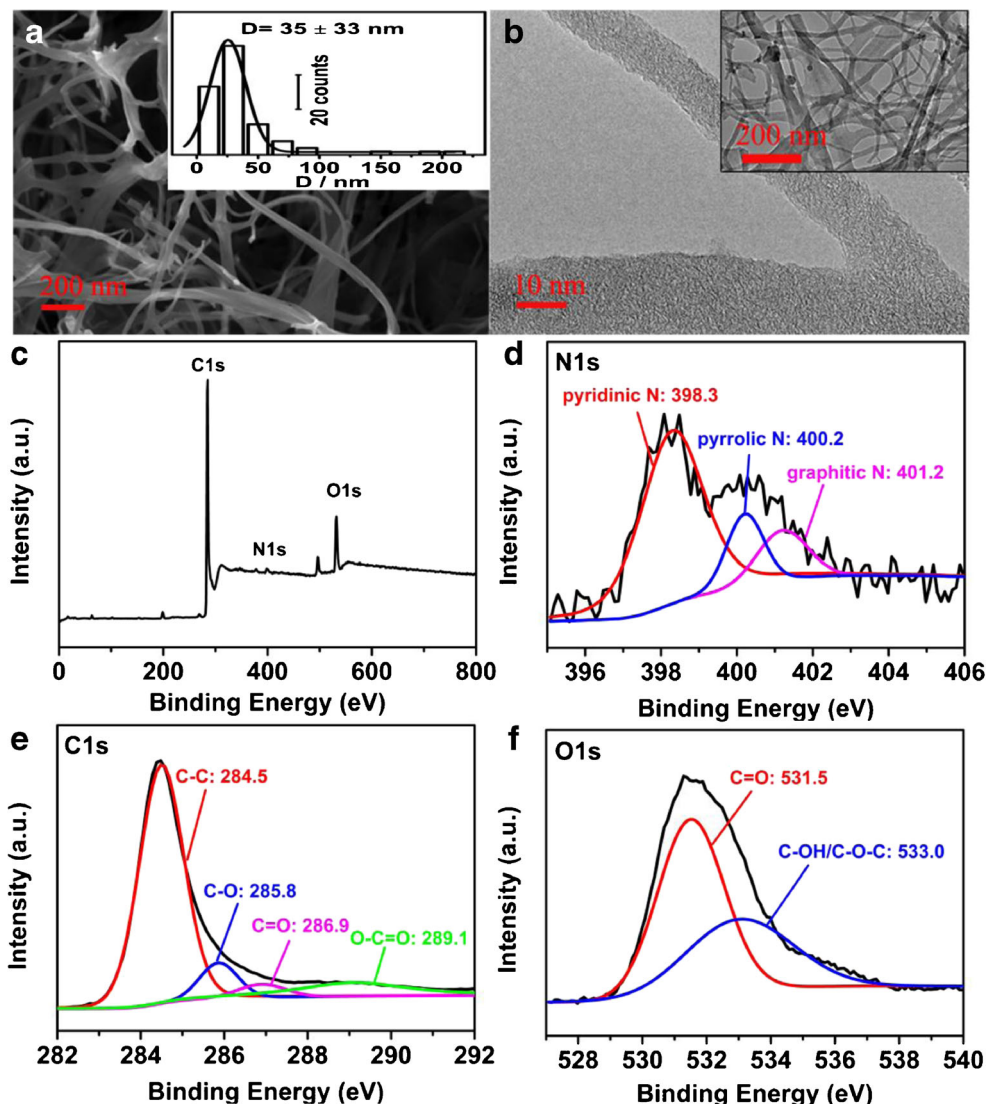 a
D= 35 ± 33 nm
20 counts
0 50 100 150 200
D / nm
200 nm
b
200 nm
10 nm
c
C1s
O1s
N1s
Intensity (a.u.)
0 200 400 600 800
Binding Energy (eV)
d
N1s
pyridinic N: 398.3
pyrrolic N: 400.2
graphitic N: 401.2
Intensity (a.u.)
396 398 400 402 404 406
Binding Energy (eV)
e
C1s
C-C: 284.5
C-O: 285.8
C=O: 286.9
O-C=O: 289.1
Intensity (a.u.)
282 284 286 288 290 292
Binding Energy (eV)
f
O1s
C=O: 531.5
C-OH/C-O-C: 533.0
Intensity (a.u.)
528 530 532 534 536 538 540
Binding Energy (eV)